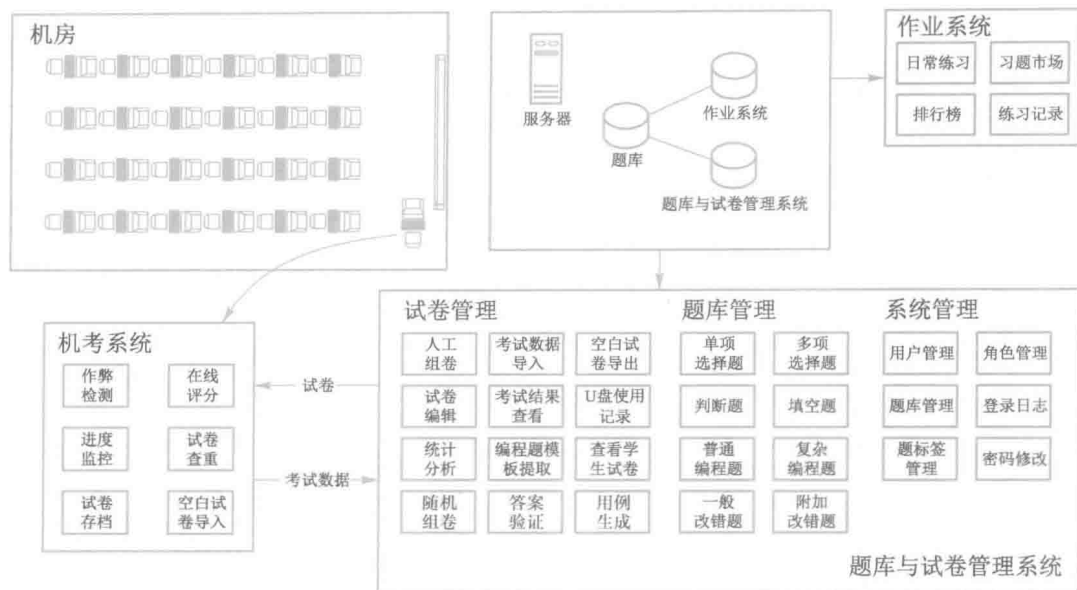 机房
服务器
题库
作业系统
题库与试卷管理系统
作业系统
日常练习
习题市场
排行榜
练习记录
机考系统
作弊
检测
在线
评分
进度
监控
试卷
查重
试卷
存档
空白试
卷导入
试卷
考试数据
试卷管理
人工
组卷
考试数据
导入
空白试
卷导出
试卷
编辑
考试结果
查看
U盘使用
记录
统计
分析
编程题模
板提取
查看学
生试卷
随机
组卷
答案
验证
用例
生成
题库管理
单项
选择题
多项
选择题
判断题
填空题
普通
编程题
复杂
编程题
一般
改错题
附加
改错题
系统管理
用户管理
角色管理
题库管理
登录日志
题标签
管理
密码修改
题库与试卷管理系统